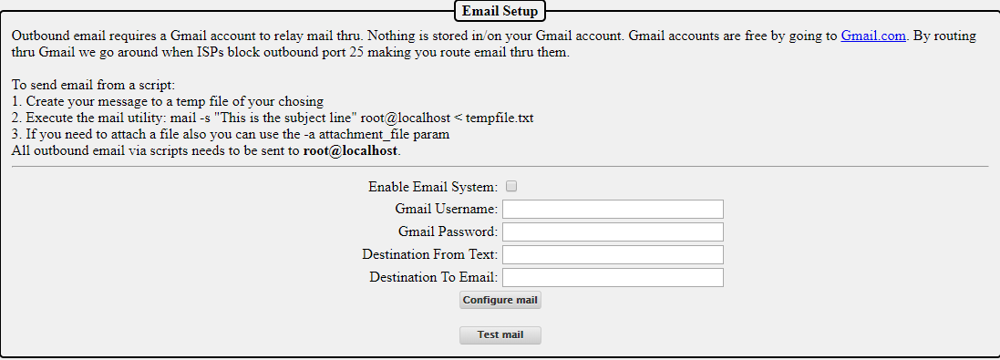 Email Setup
Outbound email requires a Gmail account to relay mail thru. Nothing is stored in/on your Gmail account. Gmail accounts are free by going to Gmail.com. By routing
thru Gmail we go around when ISPs block outbound port 25 making you route email thru them.
To send email from a script:
1. Create your message to a temp file of your chosing
2. Execute the mail utility: mail -s "This is the subject line" root@localhost < tempfile.txt
3. If you need to attach a file also you can use the -a attachment_file param
All outbound email via scripts needs to be sent to root@localhost.
Enable Email System:
Gmail Username:
Gmail Password:
Destination From Text:
Destination To Email:
Configure mail
Test mail